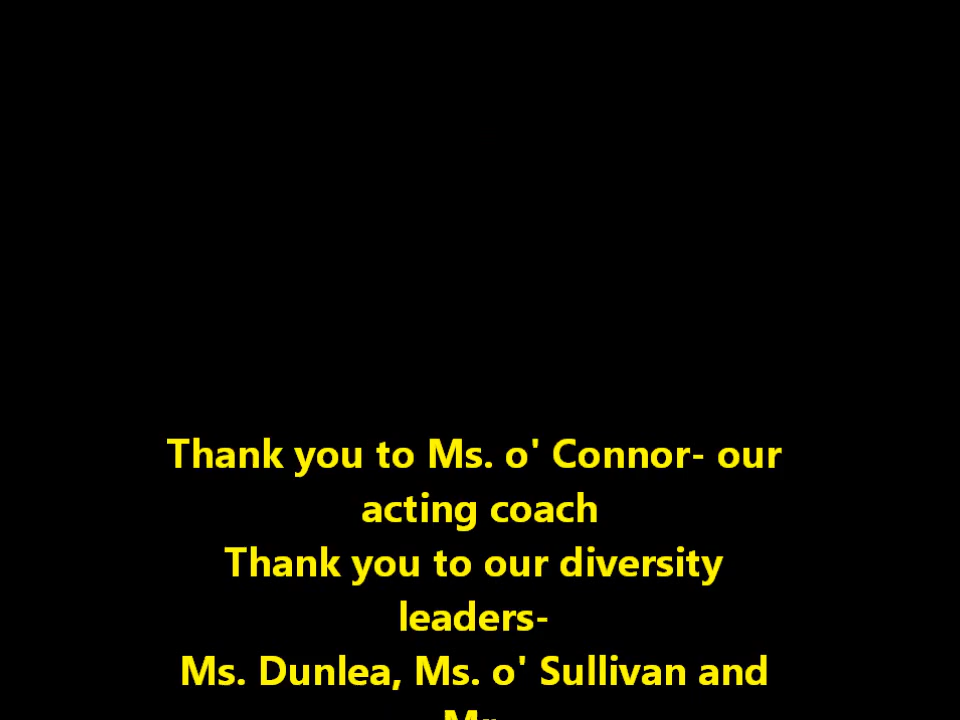 Thank you to Ms. o' Connor- our
acting coach
Thank you to our diversity
leaders-
Ms. Dunlea, Ms. o' Sullivan and